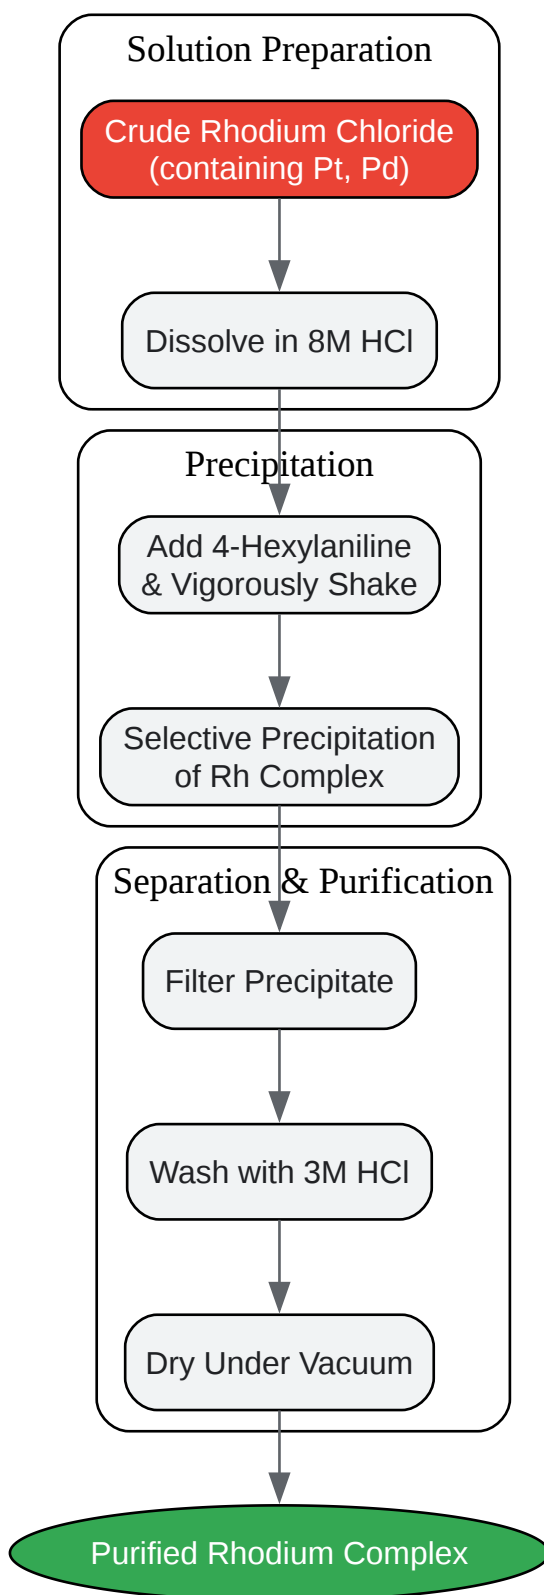 Solution Preparation
Crude Rhodium Chloride
(containing Pt, Pd)
Dissolve in 8M HCl
Precipitation
Add 4-Hexylaniline
& Vigorously Shake
Selective Precipitation
of Rh Complex
Separation & Purification
Filter Precipitate
Wash with 3M HCl
Dry Under Vacuum
Purified Rhodium Complex